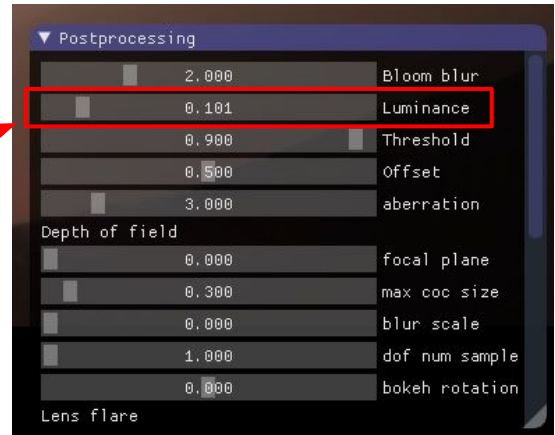 Postprocessing
2.000 Bloom blur
0.101 Luminance
0.900 Threshold
0.500 Offset
3.000 aberration
Depth of field
0.000 focal plane
0.300 max coc size
0.000 blur scale
1.000 dof num sample
0.000 bokeh rotation
Lens flare